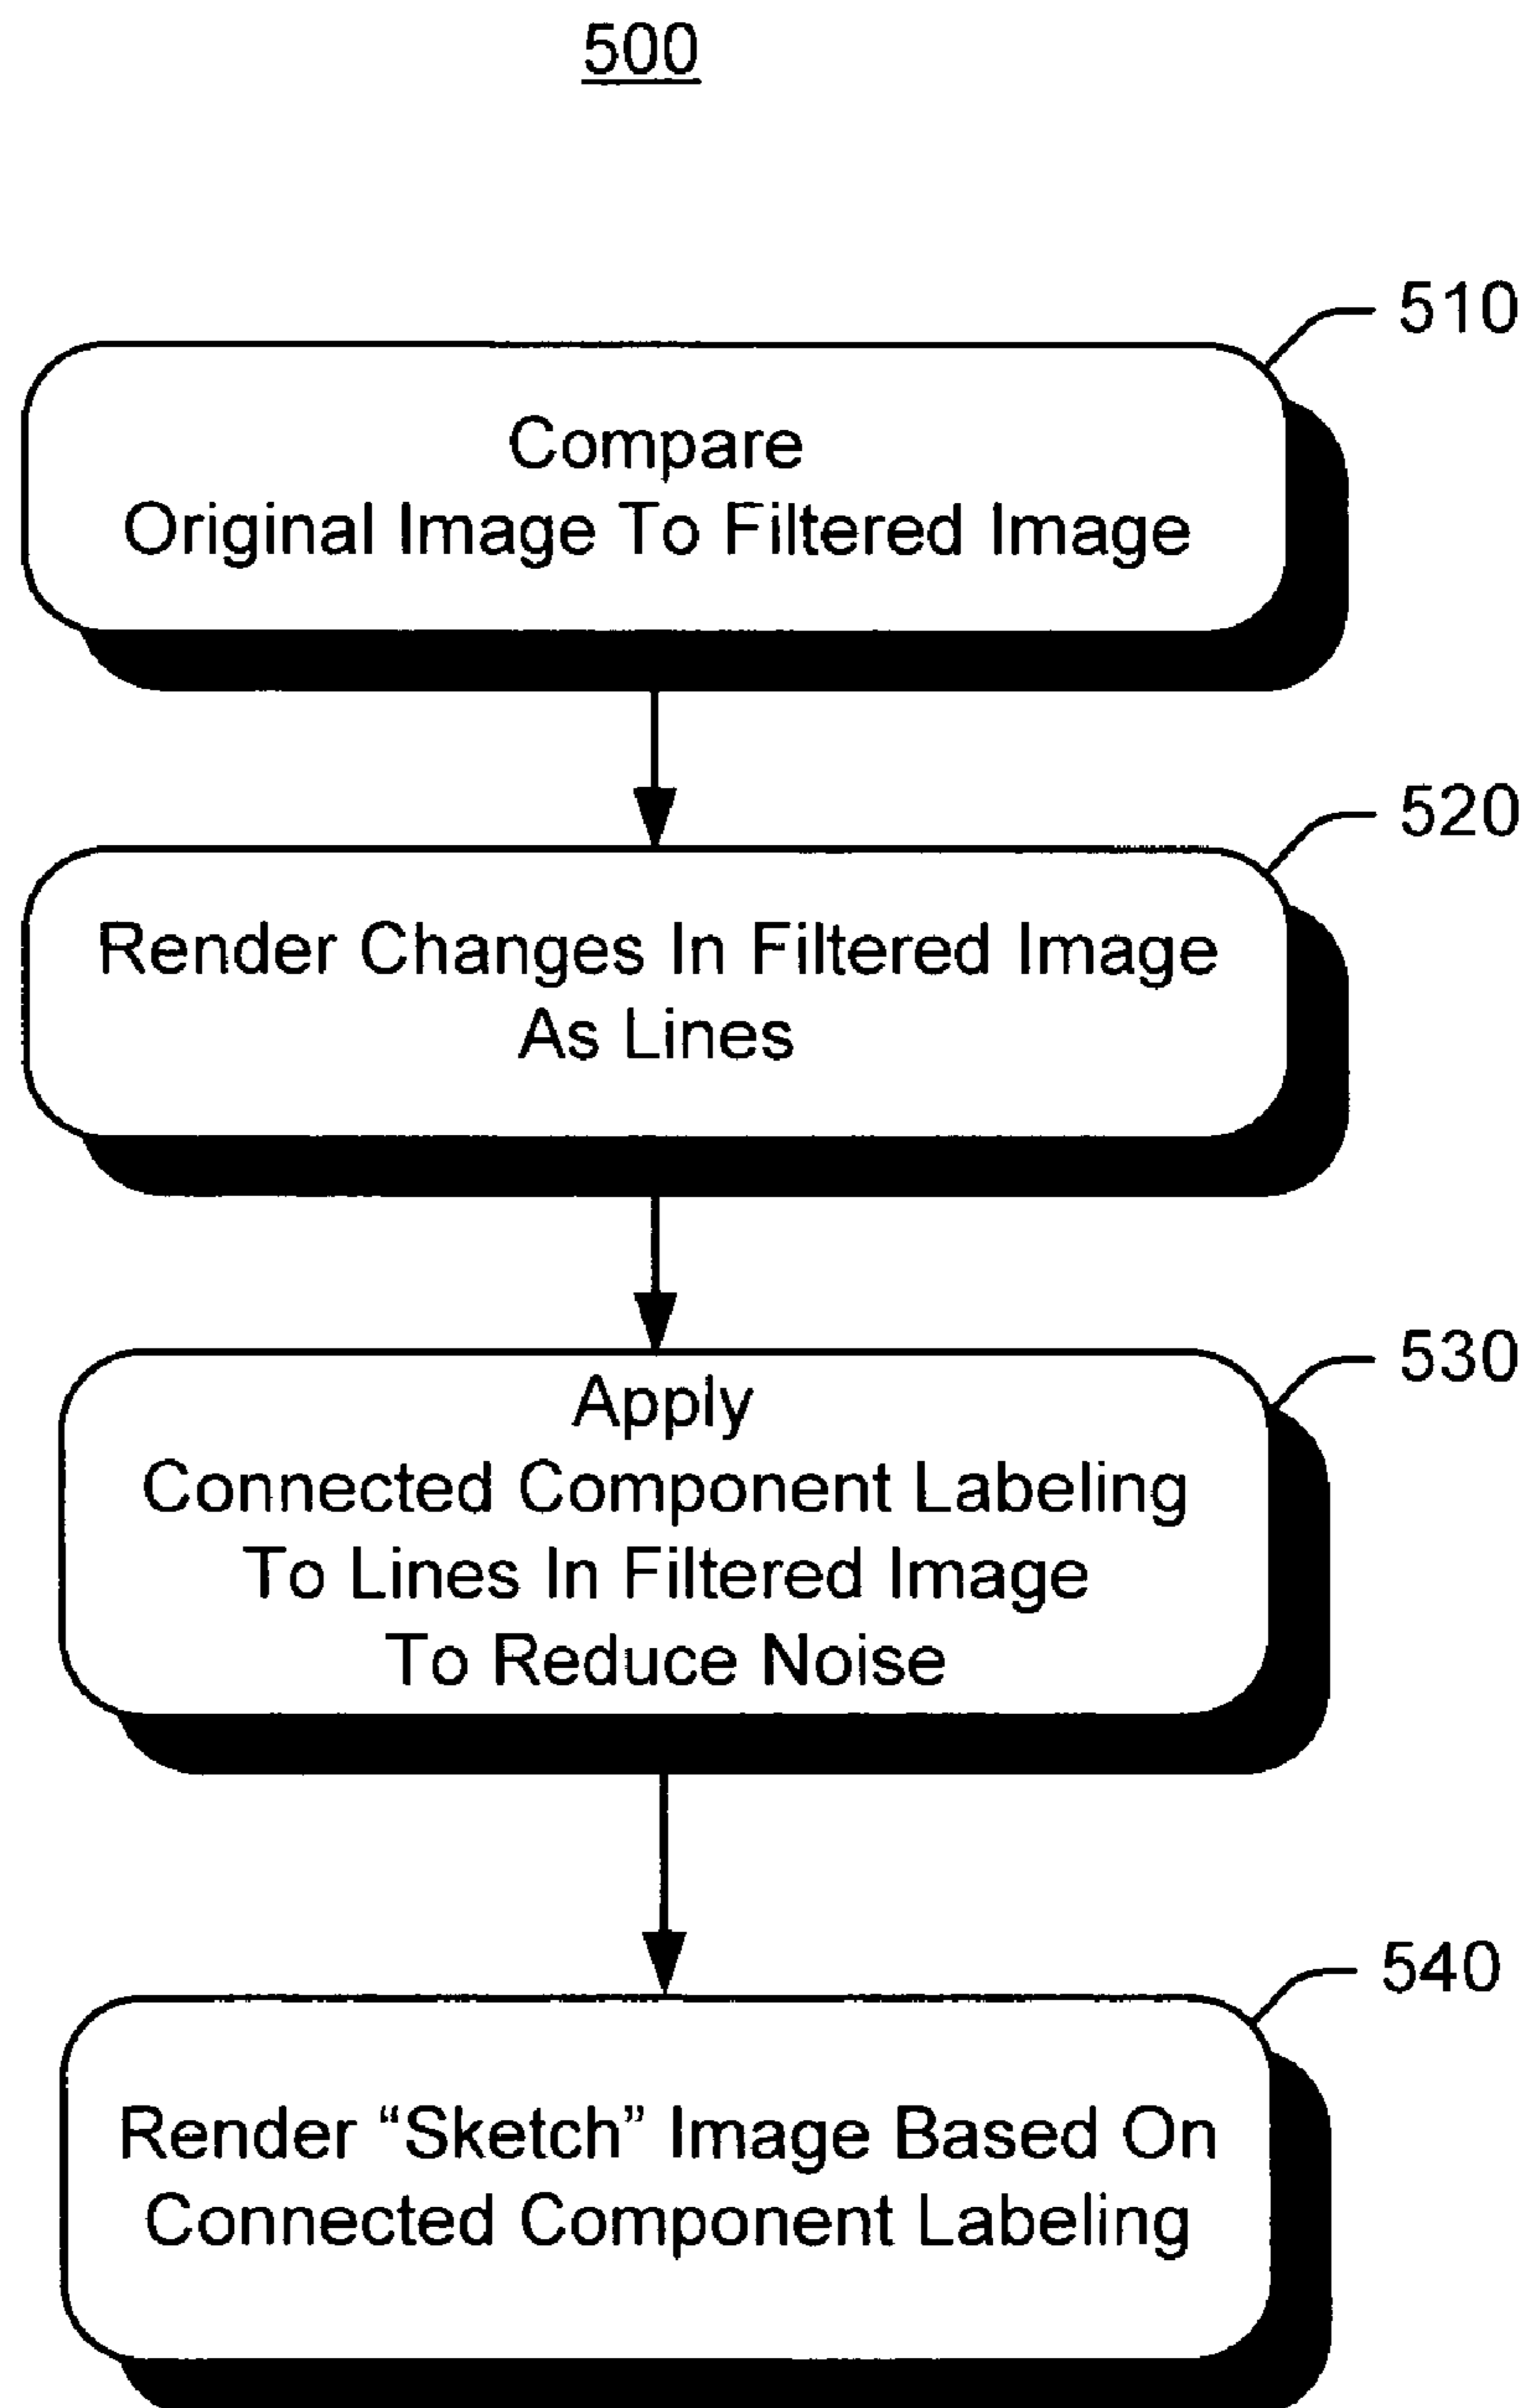 500
510
Compare
Original Image To Filtered Image
520
Render Changes In Filtered Image
As Lines
530
Apply
Connected Component Labeling
To Lines In Filtered Image
To Reduce Noise
540
Render “Sketch” Image Based On
Connected Component Labeling